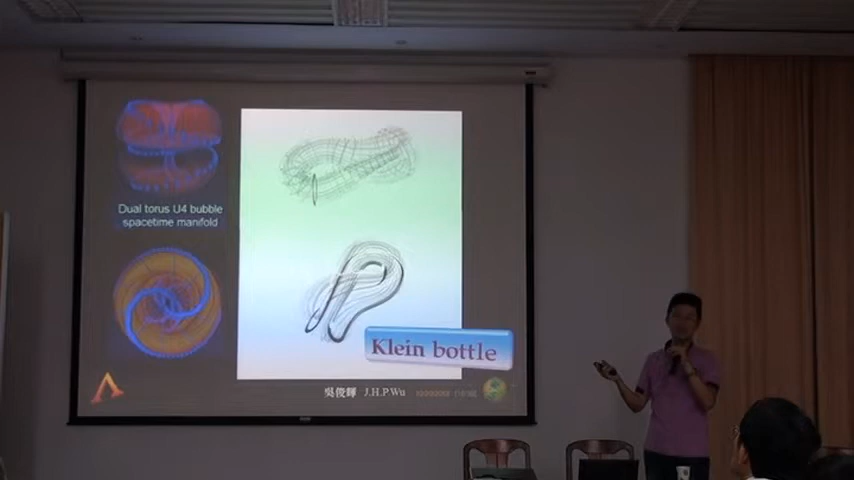 Dual torus U4 bubble
spacetime manifold
Klein bottle
吳俊輝 J.H.P.Wu